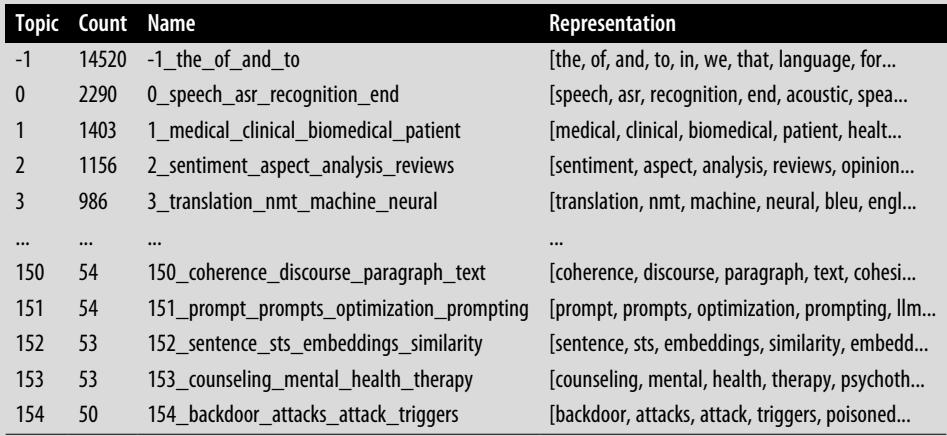 Topic Count Name Representation
-1 14520 -1_the_of_and_to [the, of, and, to, in, we, that, language, for...
0 2290 0_speech_asr_recognition_end [speech, asr, recognition, end, acoustic, spea...
1 1403 1_medical_clinical_biomedical_patient [medical, clinical, biomedical, patient, healt...
2 1156 2_sentiment_aspect_analysis_reviews [sentiment, aspect, analysis, reviews, opinion...
3 986 3_translation_nmt_machine_neural [translation, nmt, machine, neural, bleu, engl...
... ... ... ...
150 54 150_coherence_discourse_paragraph_text [coherence, discourse, paragraph, text, cohesi...
151 54 151_prompt_prompts_optimization_prompting [prompt, prompts, optimization, prompting, llm...
152 53 152_sentence_sts_embeddings_similarity [sentence, sts, embeddings, similarity, embedd...
153 53 153_counseling_mental_health_therapy [counseling, mental, health, therapy, psychoth...
154 50 154_backdoor_attacks_attack_triggers [backdoor, attacks, attack, triggers, poisoned...